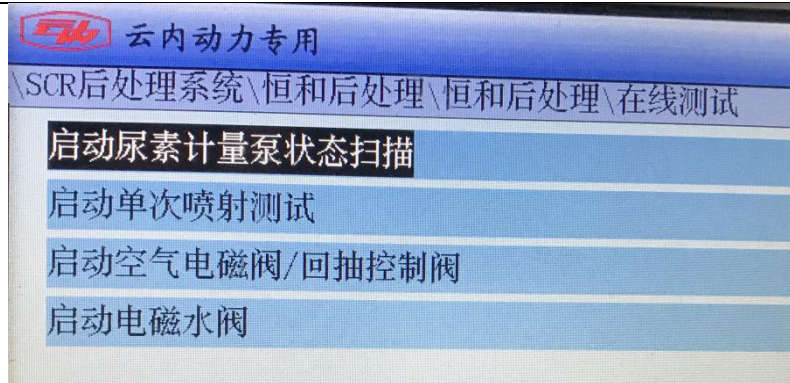 云内动力专用
\SCR后处理系统\恒和后处理\恒和后处理\在线测试
启动尿素计量泵状态扫描
启动单次喷射测试
启动空气电磁阀/回抽控制阀
启动电磁水阀